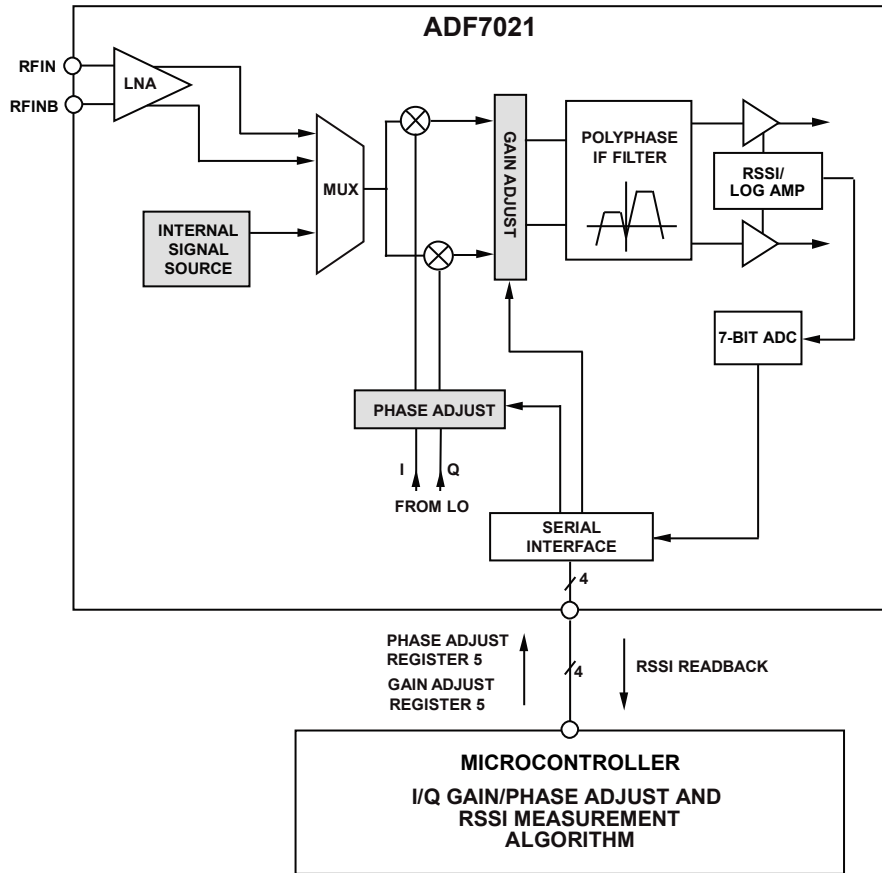 ADF7021
RFIN
LNA
RFINB
MUX
INTERNAL
SIGNAL
SOURCE
GAIN ADJUST
POLYPHASE
IF FILTER
RSSI/
LOG AMP
7-BIT ADC
PHASE ADJUST
I
Q
FROM LO
SERIAL
INTERFACE
4
PHASE ADJUST
REGISTER 5
GAIN ADJUST
REGISTER 5
4
RSSI READBACK
MICROCONTROLLER
I/Q GAIN/PHASE ADJUST AND
RSSI MEASUREMENT
ALGORITHM